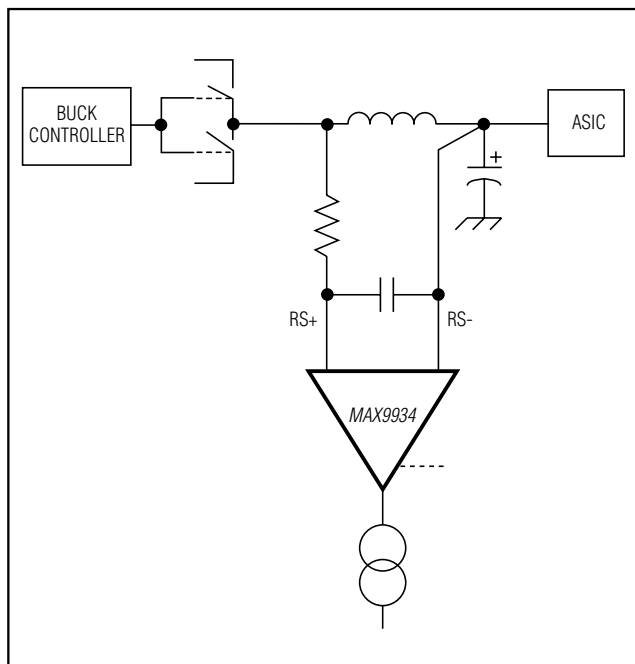 BUCK
CONTROLLER
ASIC
+
RS+
RS-
MAX9934